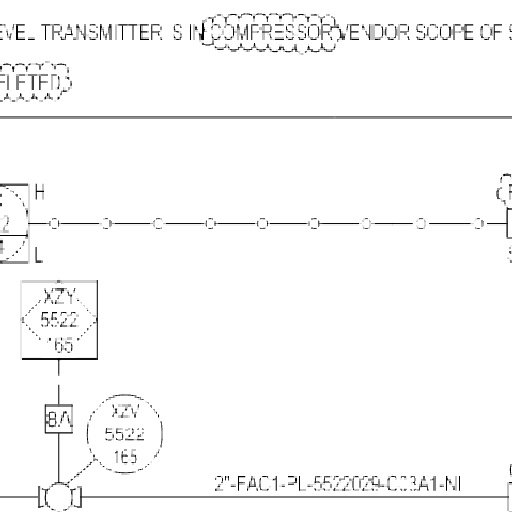 EVEL TRANSMITTER IS IN COMPRESSOR VENDOR SCOPE OF S
ELETED
H
2
4
L
XZY
5522
165
8A
XZV
5522
165
2"-FAC1-PL-5522029-C03A1-NI